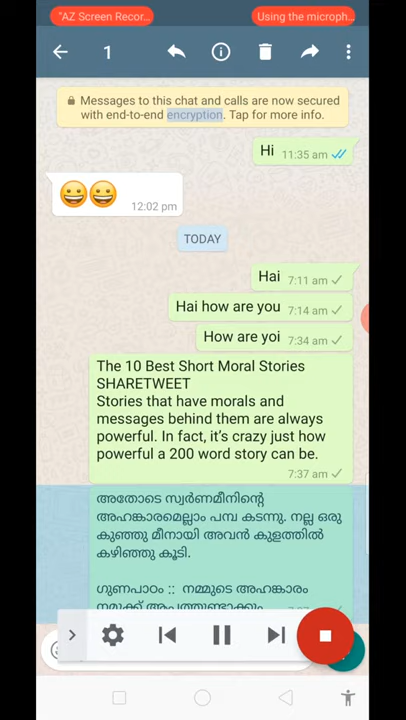 "AZ Screen Recor...
Using the microph...
1
Messages to this chat and calls are now secured
with end-to-end encryption. Tap for more info.
Hi 11:35 am
😀😀 12:02 pm
TODAY
Hai 7:11 am
Hai how are you 7:14 am
How are yoi 7:34 am
The 10 Best Short Moral Stories
SHARETWEET
Stories that have morals and
messages behind them are always
powerful. In fact, it's crazy just how
powerful a 200 word story can be.
7:37 am
അതോടെ സ്വർണമീനിന്റെ
അഹങ്കാരമെല്ലാം പമ്പ കടന്നു. നല്ല ഒരു
കുഞ്ഞു മീനായി അവൻ കുളത്തിൽ
കഴിഞ്ഞു കൂടി.
ഗുണപാഠം :: നമ്മുടെ അഹങ്കാരം
നമുക്ക് ആപത്തുണ്ടാക്കും